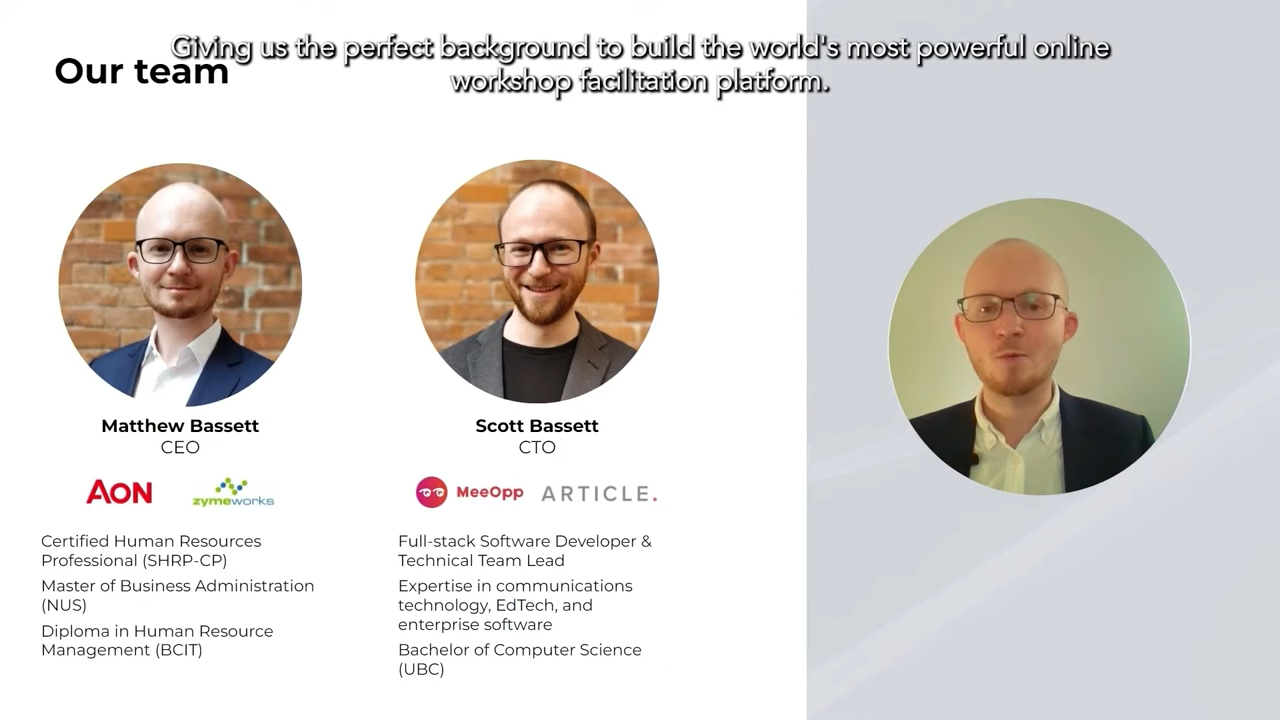 Giving us the perfect background to build the world's most powerful online
workshop facilitation platform.
Our team
Matthew Bassett
CEO
AON
zymeworks
Certified Human Resources
Professional (SHRP-CP)
Master of Business Administration
(NUS)
Diploma in Human Resource
Management (BCIT)
Scott Bassett
CTO
MeeOpp
ARTICLE.
Full-stack Software Developer &
Technical Team Lead
Expertise in communications
technology, EdTech, and
enterprise software
Bachelor of Computer Science
(UBC)